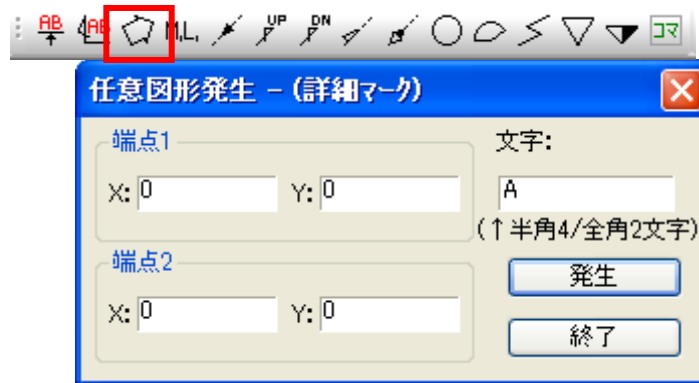 AB AB M.L. UP DN コマ
任意図形発生 - (詳細マーク)
端点1
X: 0 Y: 0
文字:
A
(↑半角4/全角2文字)
端点2
X: 0 Y: 0
発生
終了